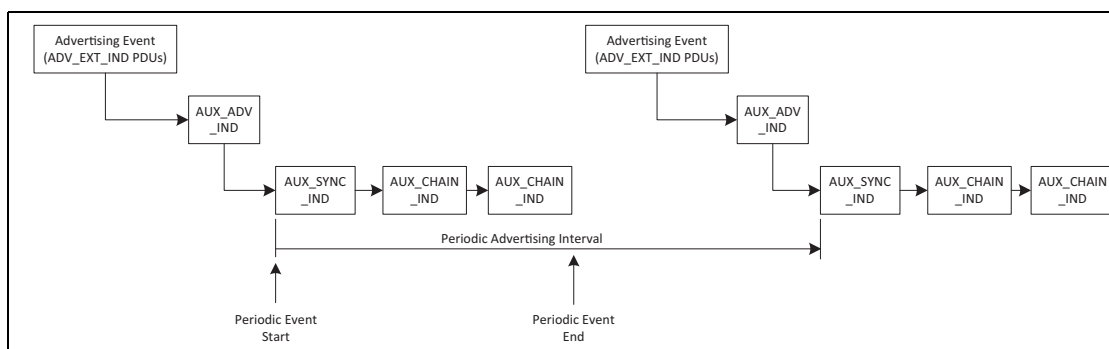 Advertising Event
(ADV_EXT_IND PDUs)
Advertising Event
(ADV_EXT_IND PDUs)
AUX_ADV
_IND
AUX_ADV
_IND
AUX_SYNC
_IND
AUX_CHAIN
_IND
AUX_CHAIN
_IND
AUX_SYNC
_IND
AUX_CHAIN
_IND
AUX_CHAIN
_IND
Periodic Advertising Interval
Periodic Event
Start
Periodic Event
End